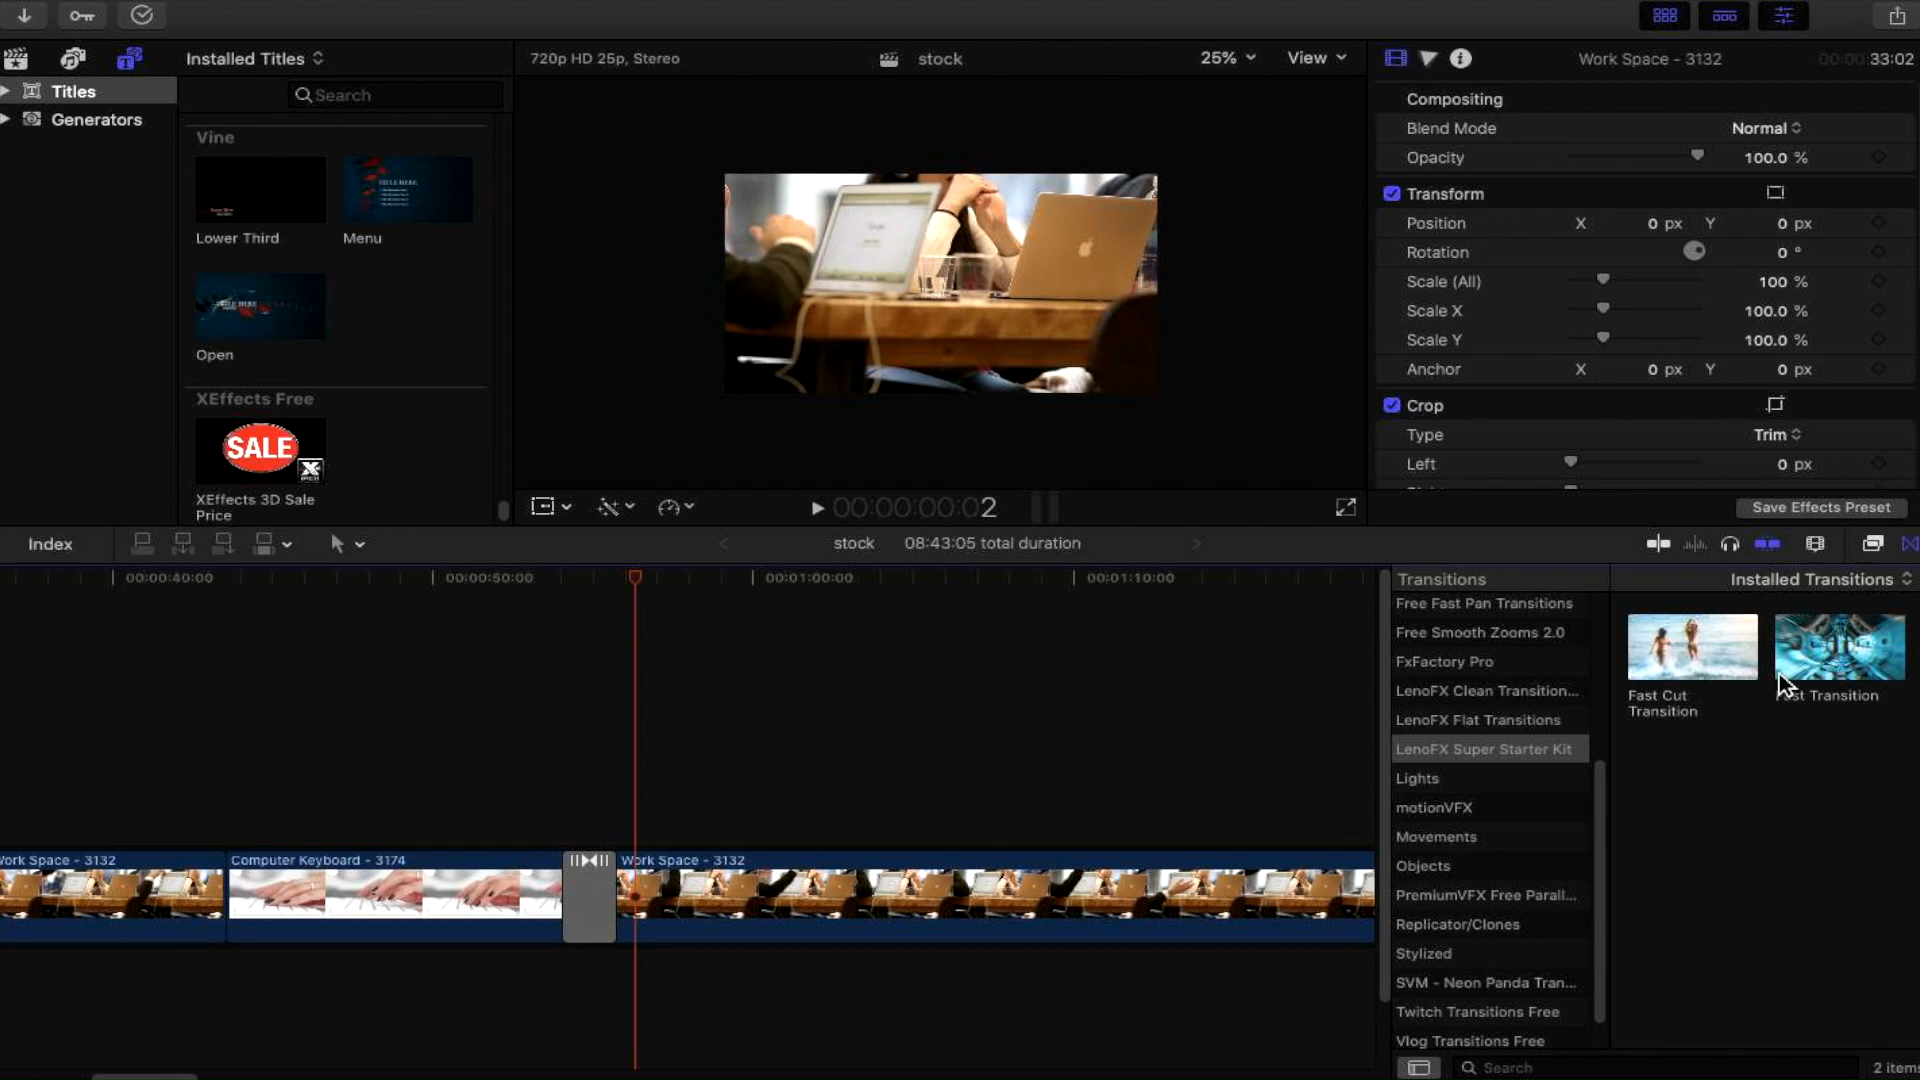 Installed Titles
720p HD 25p, Stereo
stock
25%
View
Work Space - 3132
00:00:33:02
Titles
Generators
Search
Vine
Lower Third
Menu
Open
XEffects Free
SALE
XEffects 3D Sale
Price
Compositing
Blend Mode
Normal
Opacity
100.0 %
Transform
Position
X
0 px
Y
0 px
Rotation
0 °
Scale (All)
100 %
Scale X
100.0 %
Scale Y
100.0 %
Anchor
X
0 px
Y
0 px
Crop
Type
Trim
Left
0 px
Save Effects Preset
00:00:00:02
Index
stock
08:43:05 total duration
00:00:40:00
00:00:50:00
00:01:00:00
00:01:10:00
Work Space - 3132
Computer Keyboard - 3174
Work Space - 3132
Transitions
Free Fast Pan Transitions
Free Smooth Zooms 2.0
FxFactory Pro
LenoFX Clean Transition...
LenoFX Flat Transitions
LenoFX Super Starter Kit
Lights
motionVFX
Movements
Objects
PremiumVFX Free Parall...
Replicator/Clones
Stylized
SVM - Neon Panda Tran...
Twitch Transitions Free
Vlog Transitions Free
Installed Transitions
Fast Cut
Transition
Fast Transition
Search
2 items